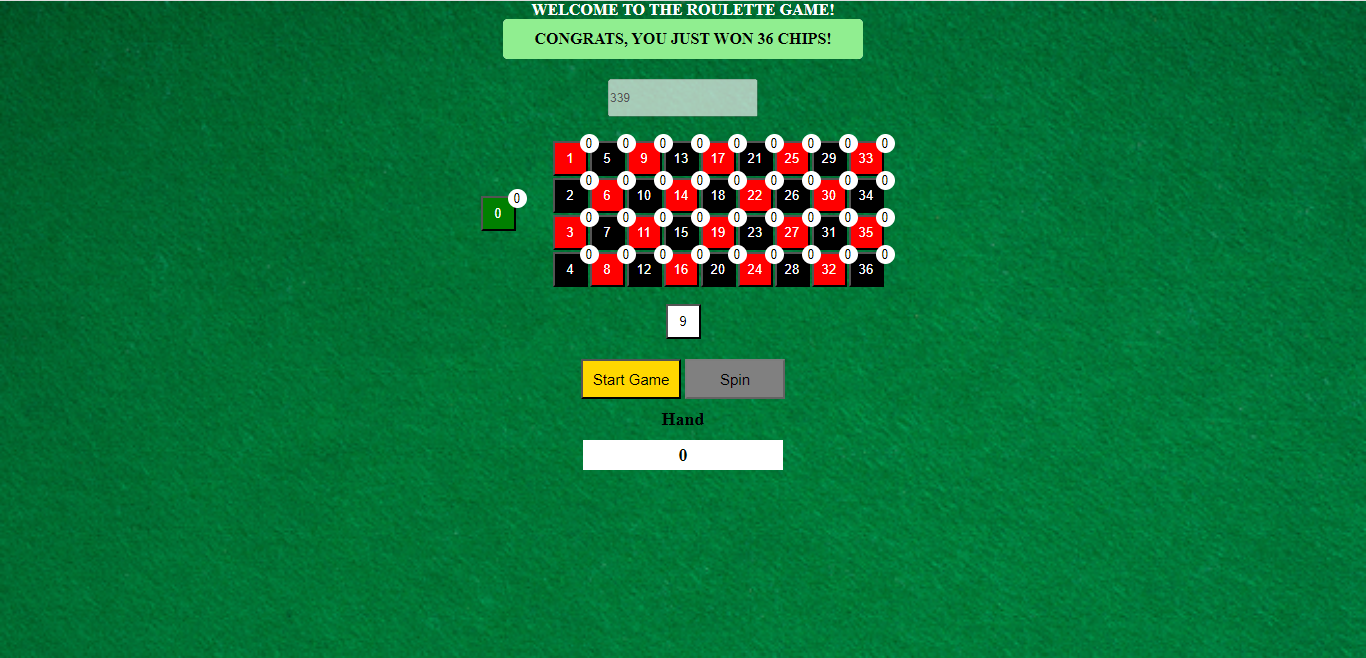 WELCOME TO THE ROULETTE GAME!
CONGRATS, YOU JUST WON 36 CHIPS!
339
0 0 0 0 0 0 0 0 0
1 5 9 13 17 21 25 29 33
0 0 0 0 0 0 0 0 0
2 6 10 14 18 22 26 30 34
0
0
0 0 0 0 0 0 0 0 0
3 7 11 15 19 23 27 31 35
0 0 0 0 0 0 0 0 0
4 8 12 16 20 24 28 32 36
9
Start Game Spin
Hand
0